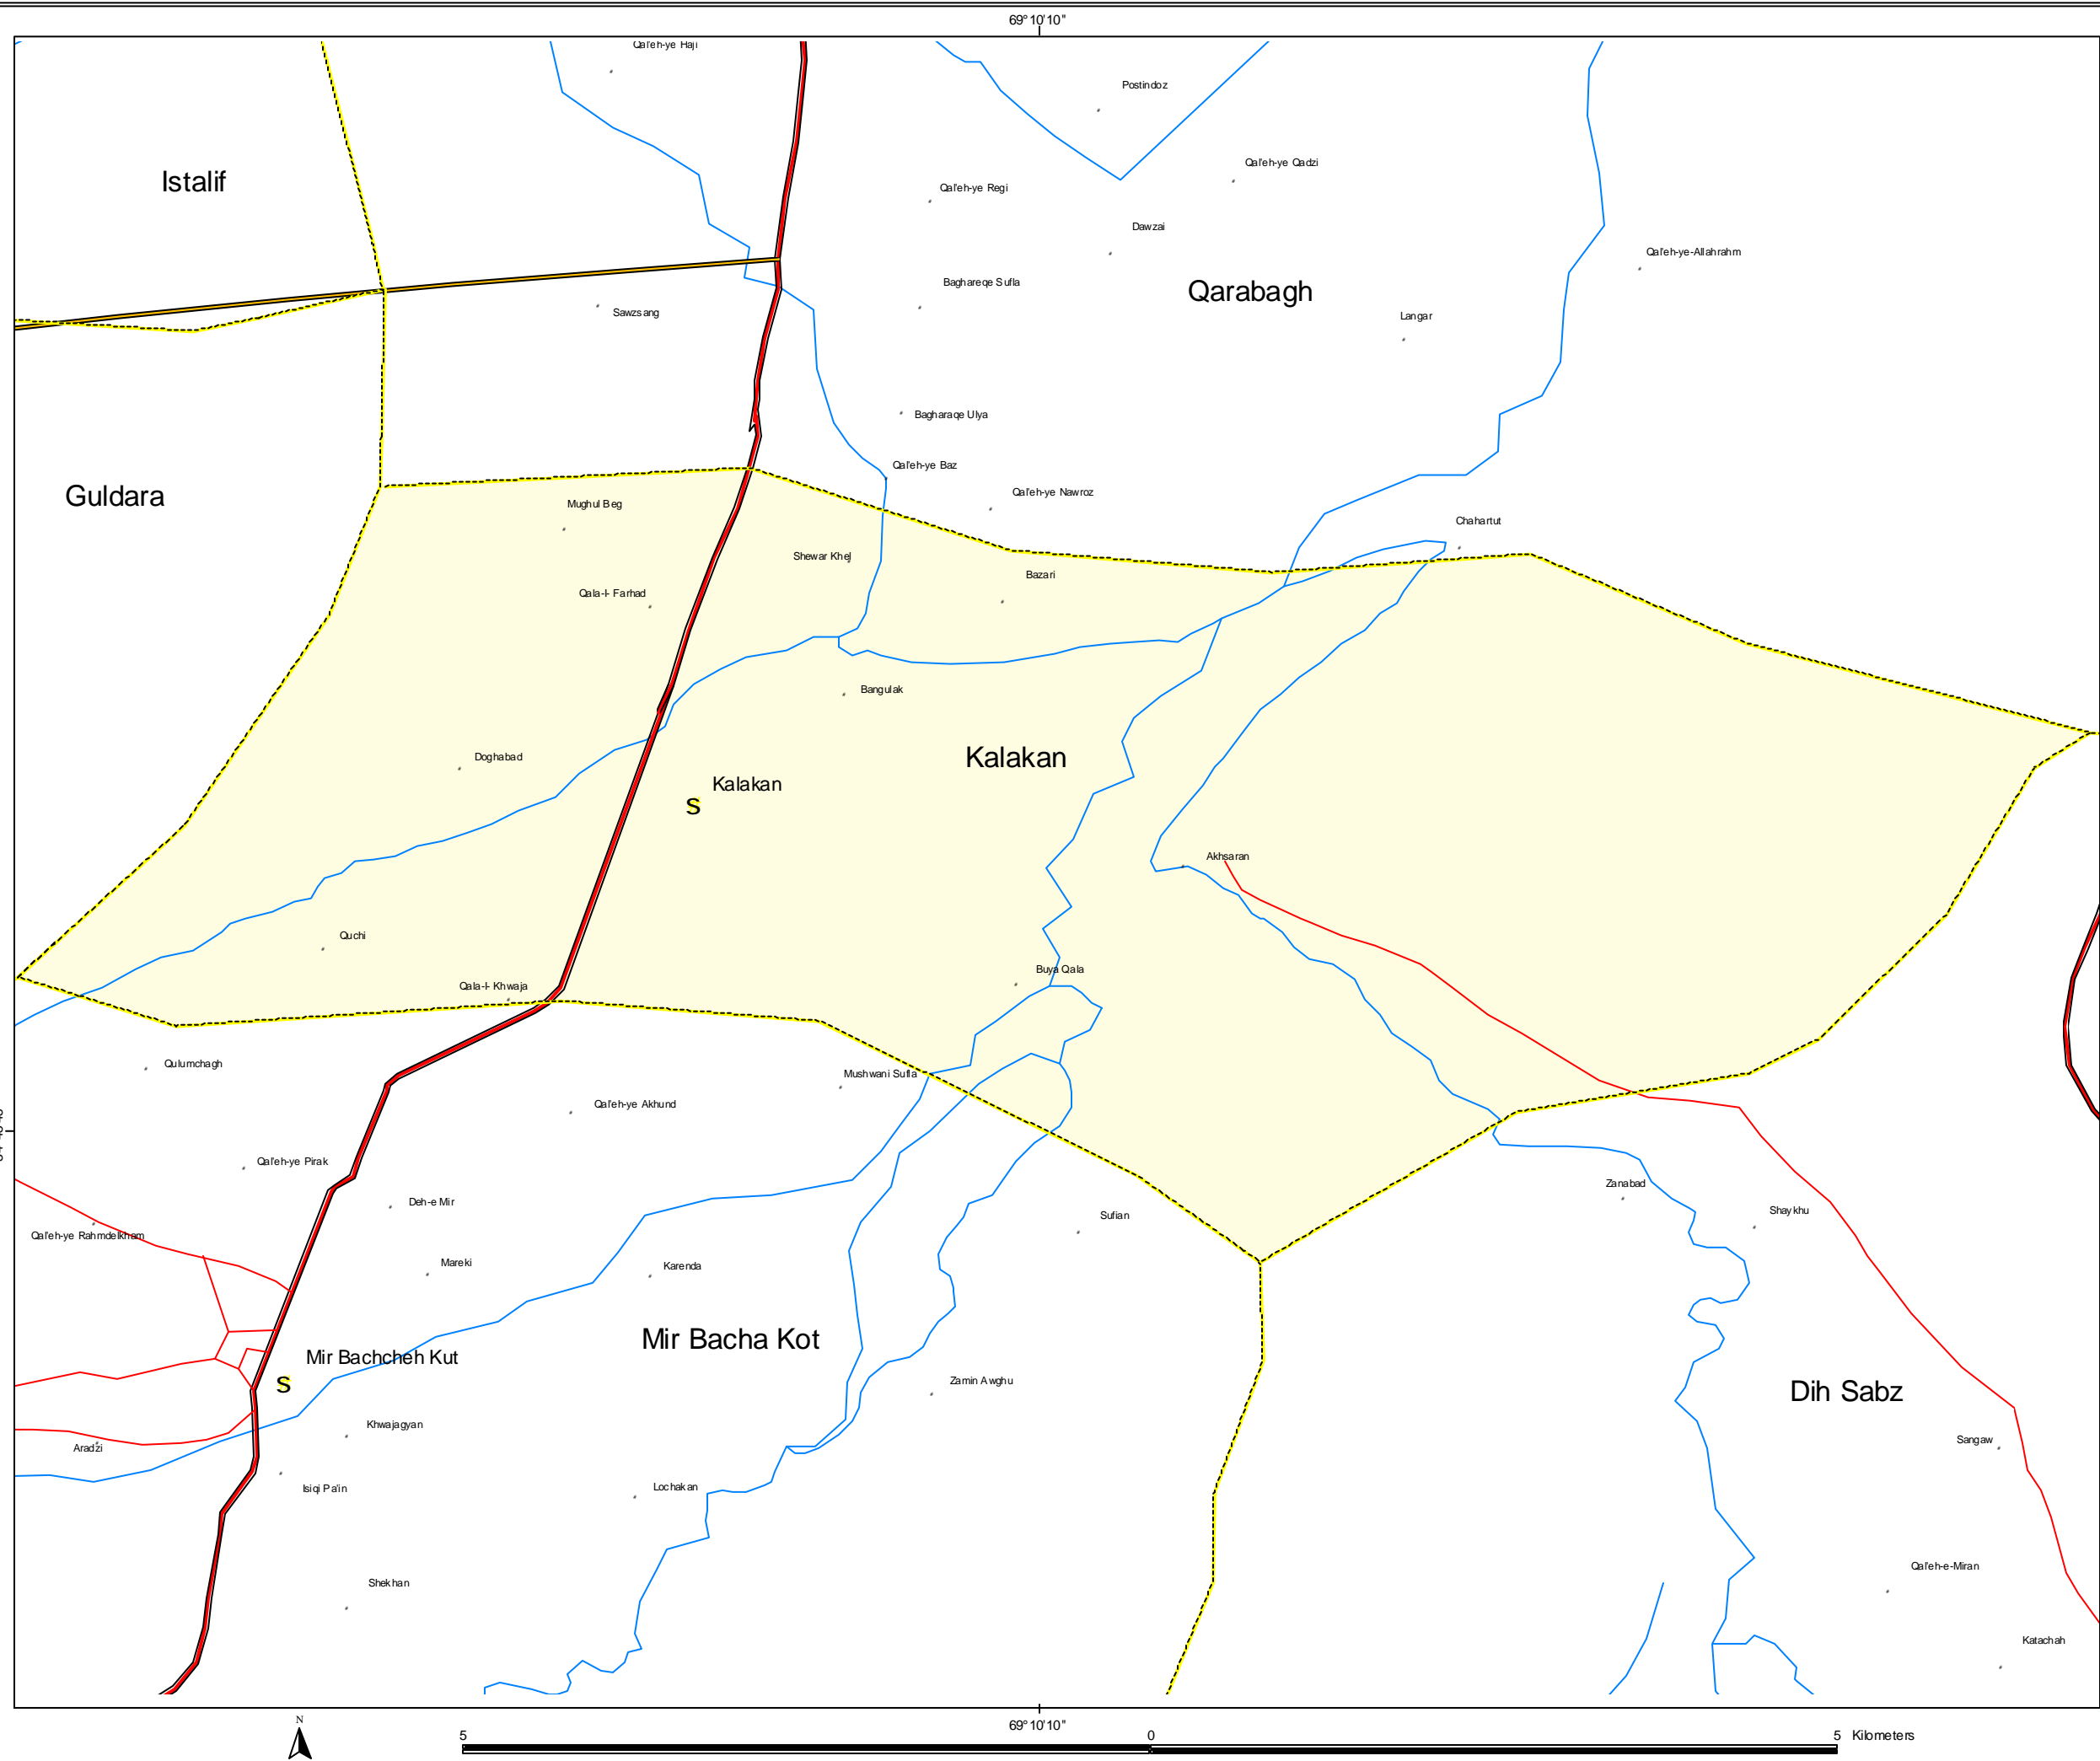 69°10'10"
Qal'eh-ye Haji
Postindoz
Qal'eh-ye Qadzi
Istalif
Qal'eh-ye Regi
Dawzai
Qal'eh-ye-Allahrahm
Baghareqe Sufla
Qarabagh
Sawzsang
Langar
Bagharaqe Ulya
Qal'eh-ye Baz
Guldara
Qal'eh-ye Nawroz
Mughul Beg
Chahartut
Shewar Khej
Bazari
Qala-I- Farhad
Bangulak
Doghabad
Kalakan
Kalakan
S
Akhsaran
Quchi
Buya Qala
Qala-I- Khwaja
Qulumchagh
Mushwani Sufla
Qal'eh-ye Akhund
Qal'eh-ye Pirak
Zanabad
Deh-e Mir
Shaykhu
Sufian
Qal'eh-ye Rahmdelkham
Mareki
Karenda
Mir Bacha Kot
Mir Bachcheh Kut
S
Zamin Awghu
Dih Sabz
Khwajagyan
Aradzi
Sangaw
Isiqi Pa'in
Lochakan
Qal'eh-e-Miran
Shekhan
Katachah
N
69°10'10"
5 0 5 Kilometers